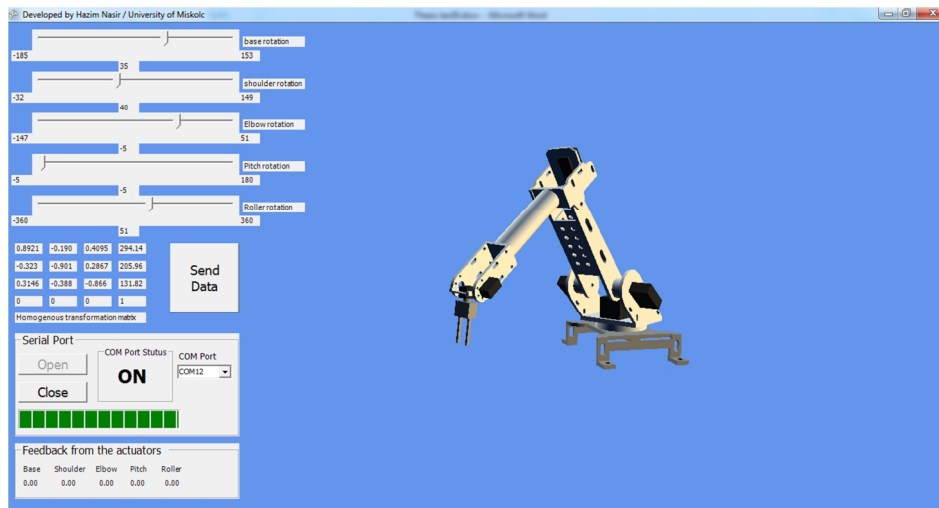 Developed by Hazim Nasir / University of Miskolc
base rotation
-185 153
35
shoulder rotation
-32 149
40
Elbow rotation
-147 51
-5
Pitch rotation
-5 180
-5
Roller rotation
-360 360
51
0.8921 -0.190 0.4095 294.14
-0.323 -0.901 0.2867 205.96
0.3146 -0.388 -0.866 131.82
0 0 0 1
Send
Data
Homogenous transformation matrix
Serial Port
Open
COM Port Stutus
COM Port
ON
COM12
Close
Feedback from the actuators
Base Shoulder Elbow Pitch Roller
0.00 0.00 0.00 0.00 0.00